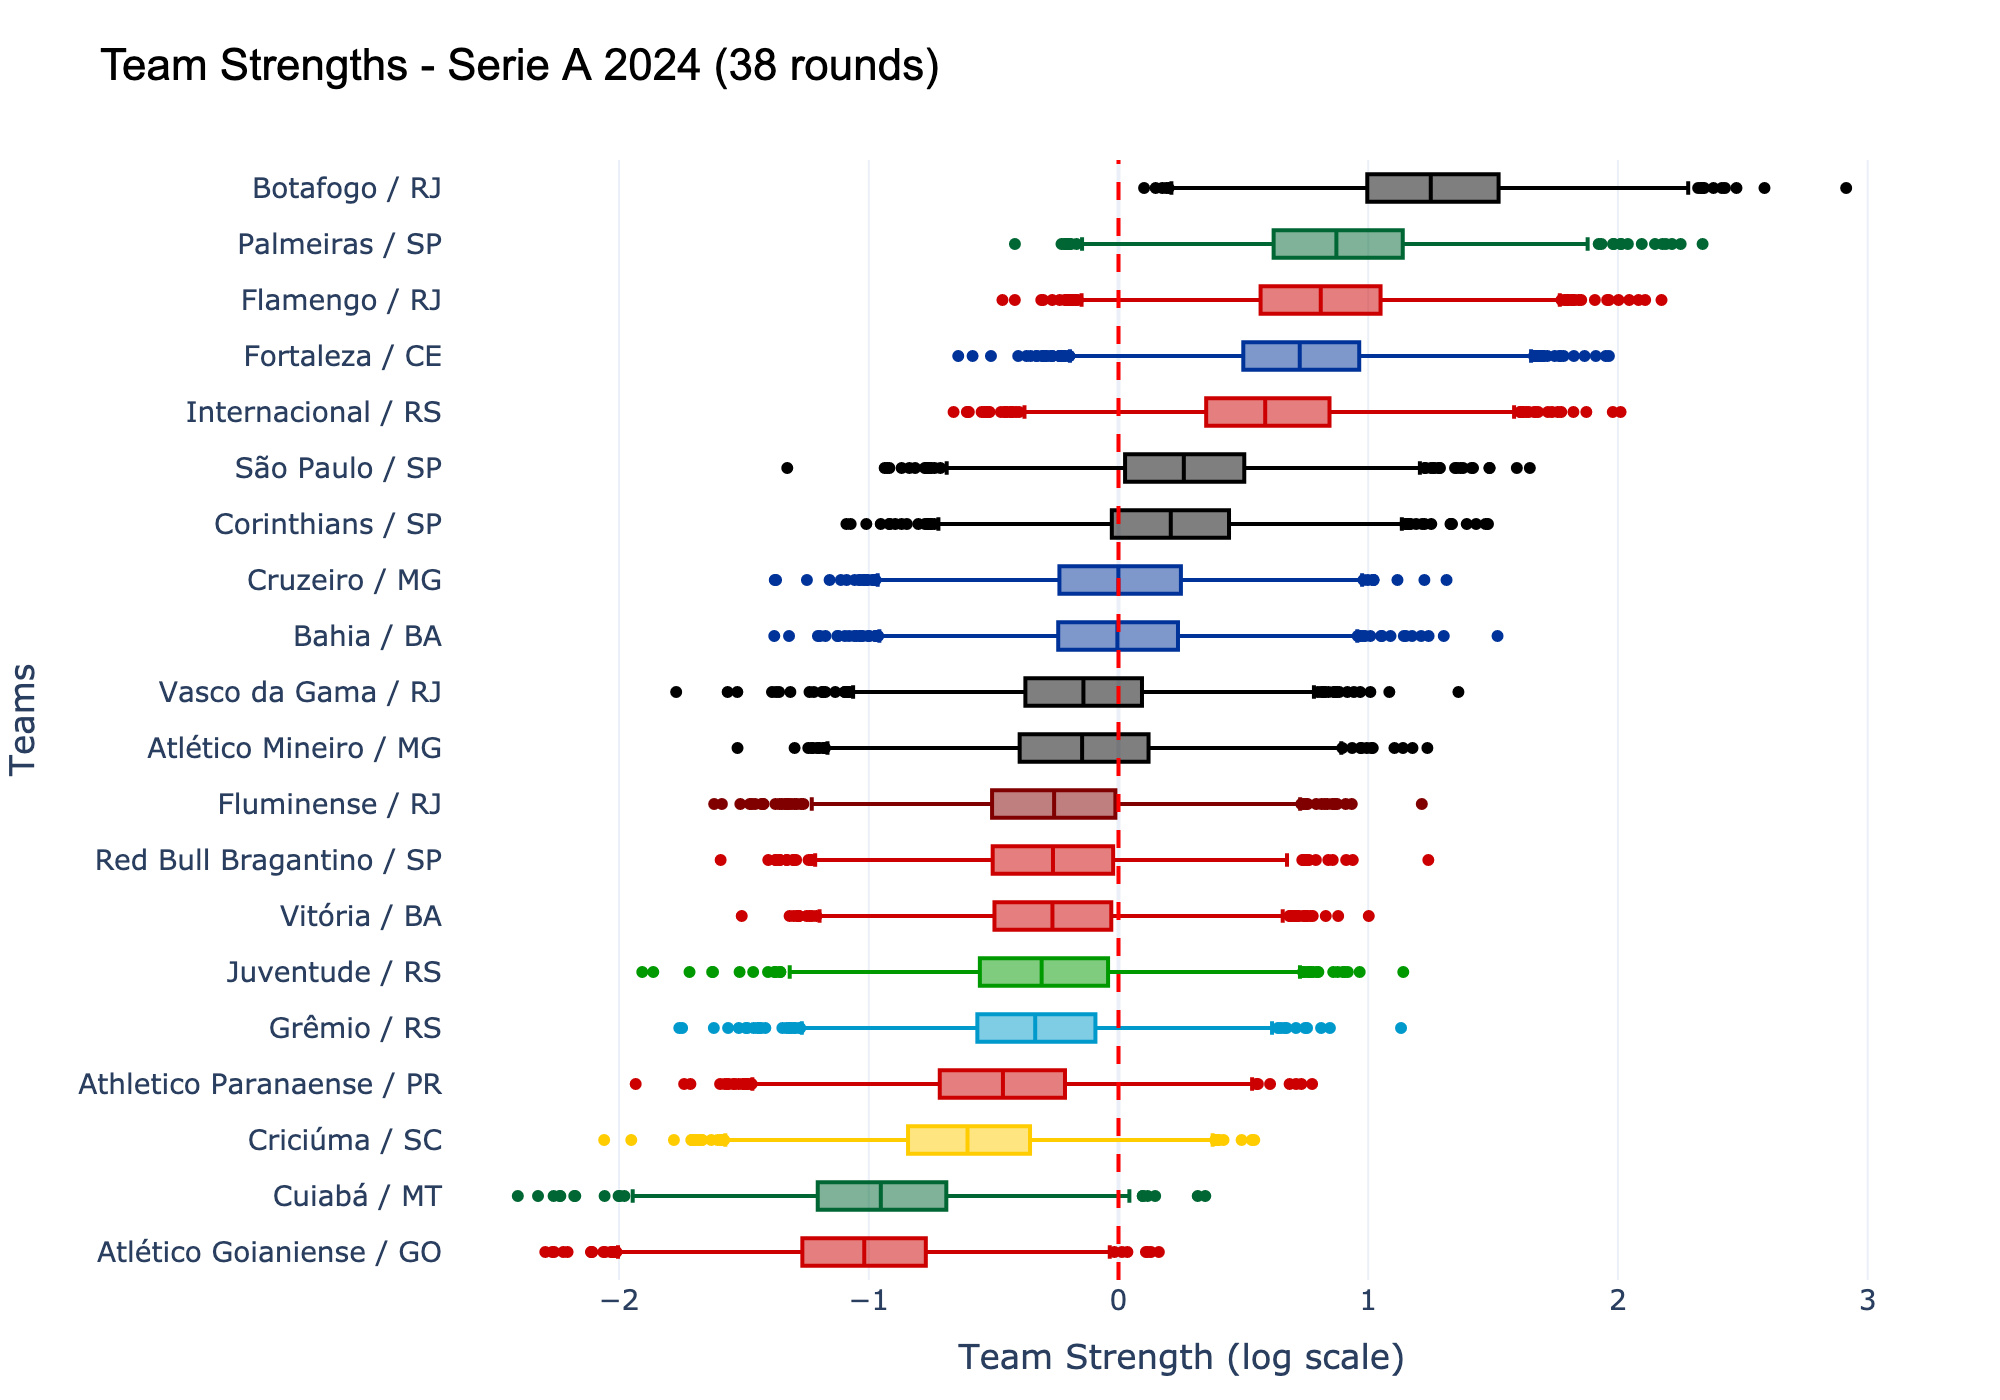 Team Strengths - Serie A 2024 (38 rounds)
Botafogo / RJ
Palmeiras / SP
Flamengo / RJ
Fortaleza / CE
Internacional / RS
São Paulo / SP
Corinthians / SP
Cruzeiro / MG
Bahia / BA
Vasco da Gama / RJ
Atlético Mineiro / MG
Fluminense / RJ
Red Bull Bragantino / SP
Vitória / BA
Juventude / RS
Grêmio / RS
Athletico Paranaense / PR
Criciúma / SC
Cuiabá / MT
Atlético Goianiense / GO
Teams
−2 −1 0 1 2 3
Team Strength (log scale)